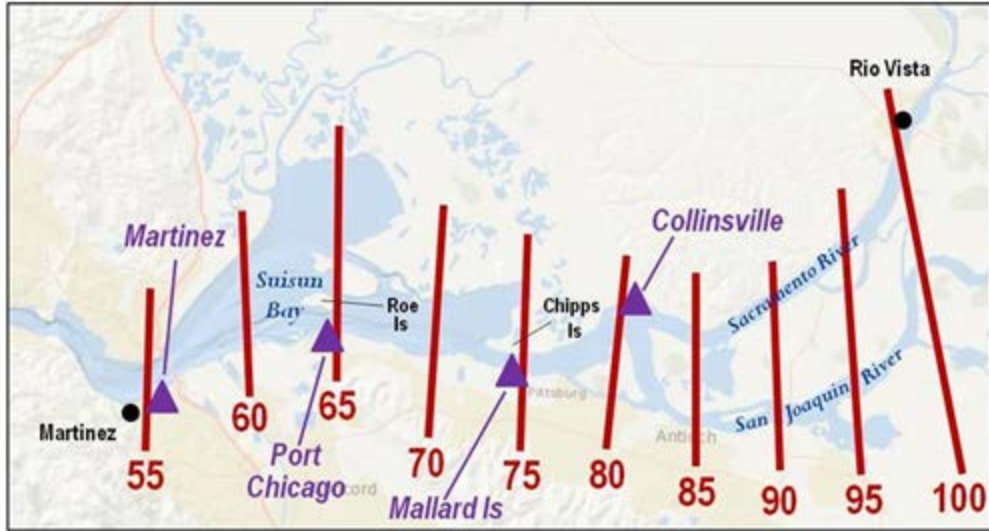 Rio Vista
Collinsville
Martinez
Suisun
Bay
Roe
Is
Chipps
Is
Sacramento River
Pittsburg
San Joaquin River
Antioch
Martinez
55
60
65
70
75
80
85
90
95
100
Port
Chicago
Mallard Is